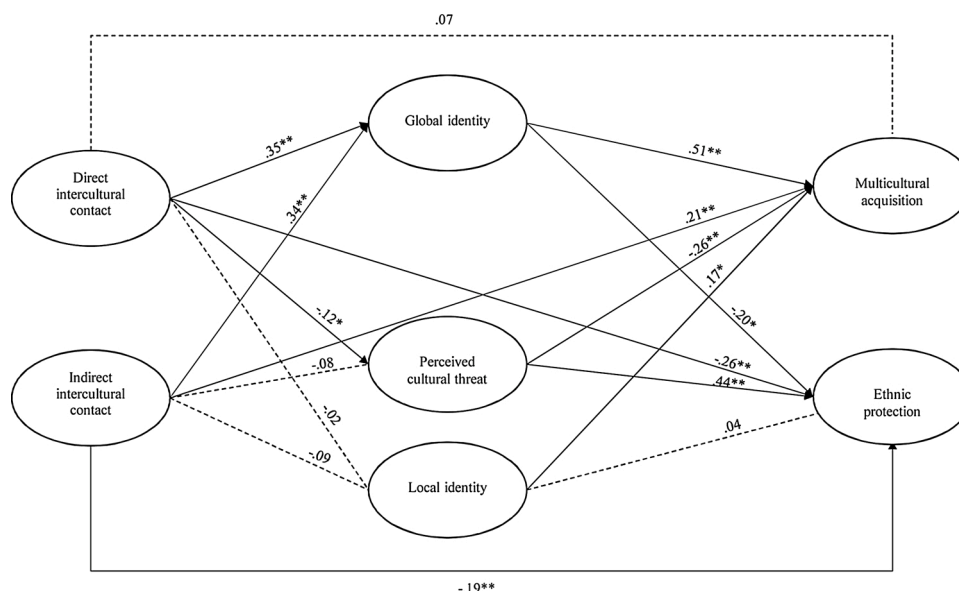 .07
Global identity
Direct
intercultural
contact
.35**
.51**
Multicultural
acquisition
.34**
.21**
-.26**
.17*
-.12*
-.20*
Indirect
intercultural
contact
-.08
Perceived
cultural threat
-.26**
.44**
Ethnic
protection
-.02
-.09
.04
Local identity
-.19**